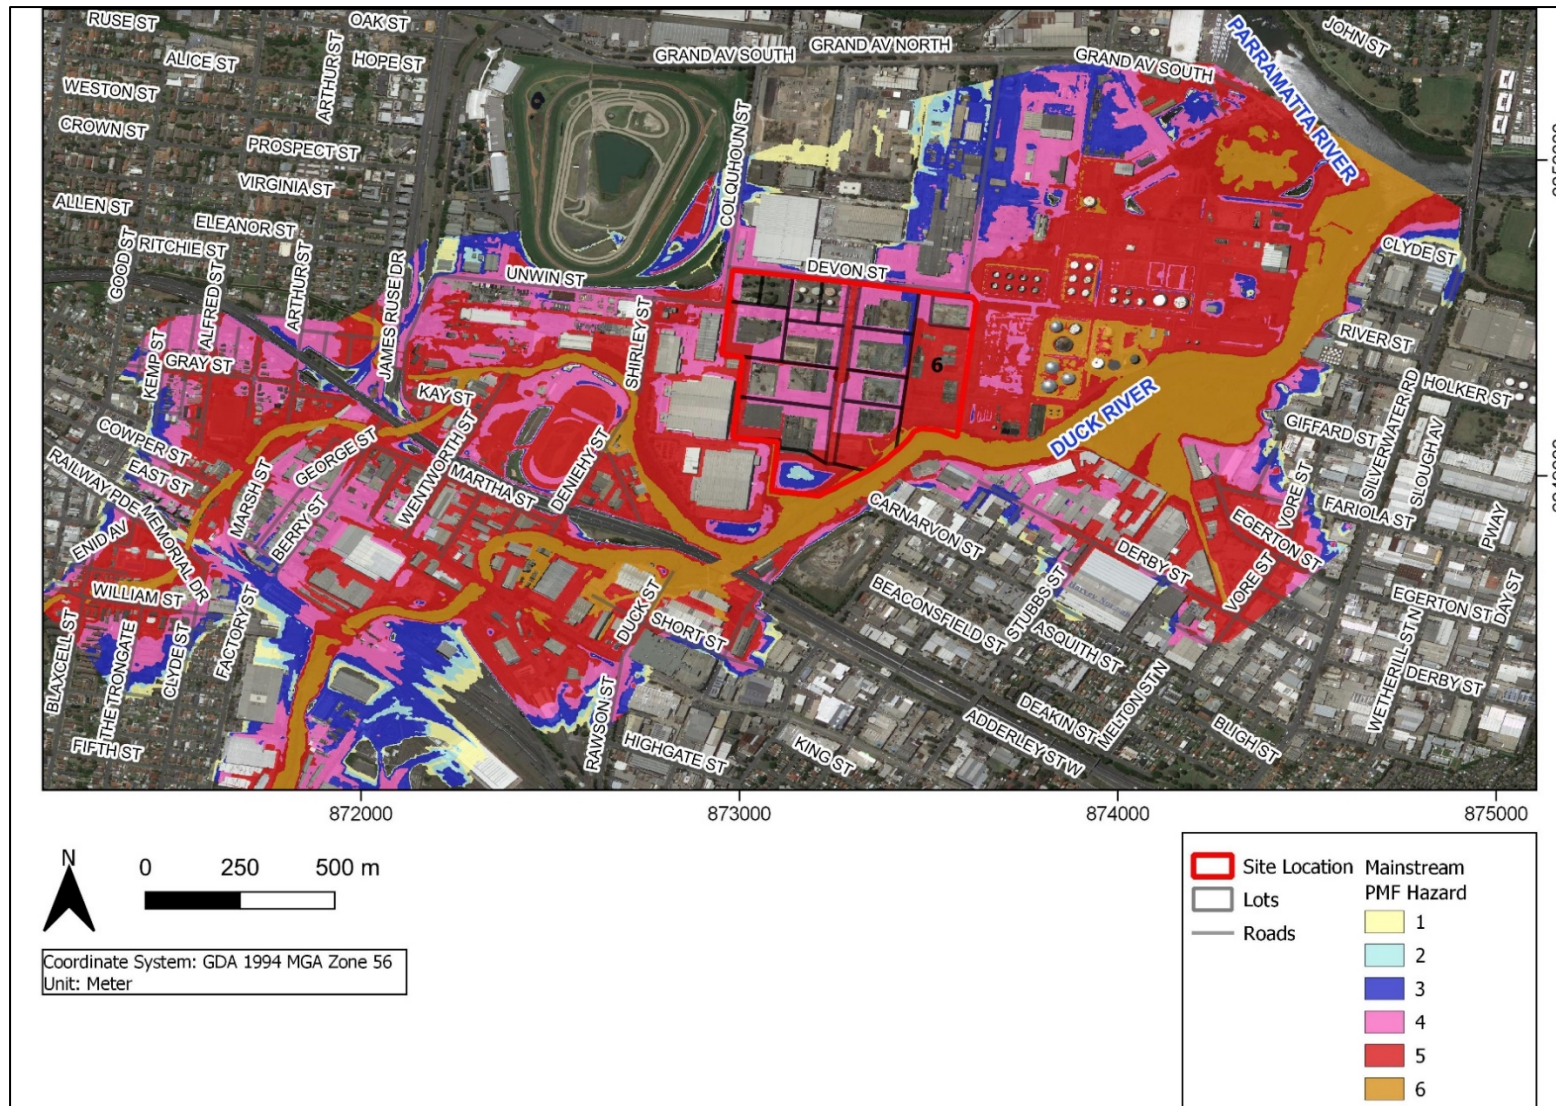 RUSE ST
OAK ST
JOHN ST
GRAND AV NORTH
GRAND AV SOUTH
GRAND AV SOUTH
PARRAMATTA RIVER
ALICE ST
ARTHUR ST
HOPE ST
WESTON ST
CROWN ST
PROSPECT ST
COLQUHOUN ST
VIRGINIA ST
ALLEN ST
ELEANOR ST
RITCHIE ST
GOOD ST
ALFRED ST
ARTHUR ST
JAMES RUSE DR
UNWIN ST
DEVON ST
CLYDE ST
KEMP ST
GRAY ST
SHIRLEY ST
RIVER ST
6
KAY ST
HOLKER ST
DUCK RIVER
GIFFARD ST
SILVERWATER RD
SLOUGH AV
COWPER ST
EAST ST
RAILWAY PDE
MEMORIAL DR
MARSH ST
GEORGE ST
BERRY ST
WENTWORTH ST
MARTHA ST
DENEHY ST
CARNARVON ST
VORE ST
FARIOLA ST
EGERTON ST
PWAY
ENID AV
WILLIAM ST
DERBY ST
VORE ST
BLAXCELL ST
THE TRONGATE
CLYDE ST
FACTORY ST
DUCK ST
SHORT ST
BEACONSFIELD ST
STUBBS ST
ASQUITH ST
EGERTON ST
DAY ST
WETHERILL ST N
DERBY ST
FIFTH ST
RAWSON ST
HIGHGATE ST
KING ST
ADDERLEY ST W
DEAKIN ST
MELTON ST N
BLIGH ST
872000
873000
874000
875000
N
0
250
500 m
Coordinate System: GDA 1994 MGA Zone 56
Unit: Meter
Site Location
Lots
Roads
Mainstream
PMF Hazard
1
2
3
4
5
6